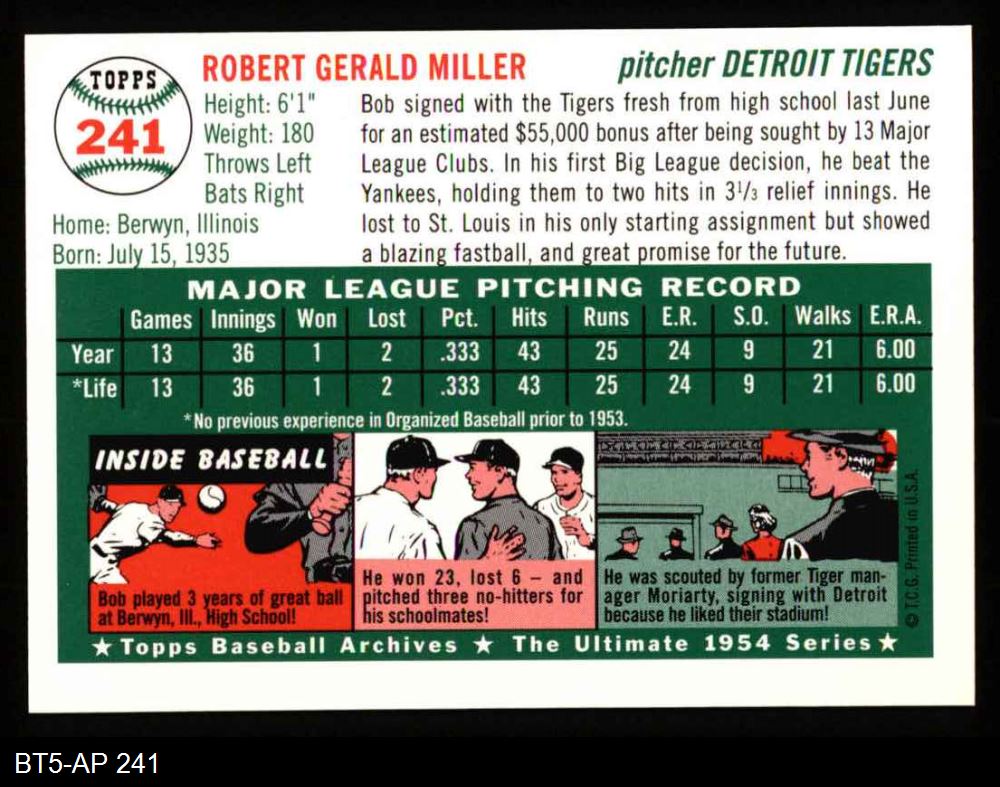 TOPPS
241
ROBERT GERALD MILLER
pitcher DETROIT TIGERS
Height: 6'1"
Weight: 180
Throws Left
Bats Right
Home: Berwyn, Illinois
Born: July 15, 1935
Bob signed with the Tigers fresh from high school last June
for an estimated $55,000 bonus after being sought by 13 Major
League Clubs. In his first Big League decision, he beat the
Yankees, holding them to two hits in 3 1/3 relief innings. He
lost to St. Louis in his only starting assignment but showed
a blazing fastball, and great promise for the future.
MAJOR LEAGUE PITCHING RECORD
Games Innings Won Lost Pct. Hits Runs E.R. S.O. Walks E.R.A.
Year 13 36 1 2 .333 43 25 24 9 21 6.00
*Life 13 36 1 2 .333 43 25 24 9 21 6.00
*No previous experience in Organized Baseball prior to 1953.
INSIDE BASEBALL
Bob played 3 years of great ball
at Berwyn, Ill., High School!
He won 23, lost 6 – and
pitched three no-hitters for
his schoolmates!
He was scouted by former Tiger man-
ager Moriarty, signing with Detroit
because he liked their stadium!
© T.C.G. Printed in U.S.A.
★ Topps Baseball Archives ★ The Ultimate 1954 Series ★
BT5-AP 241